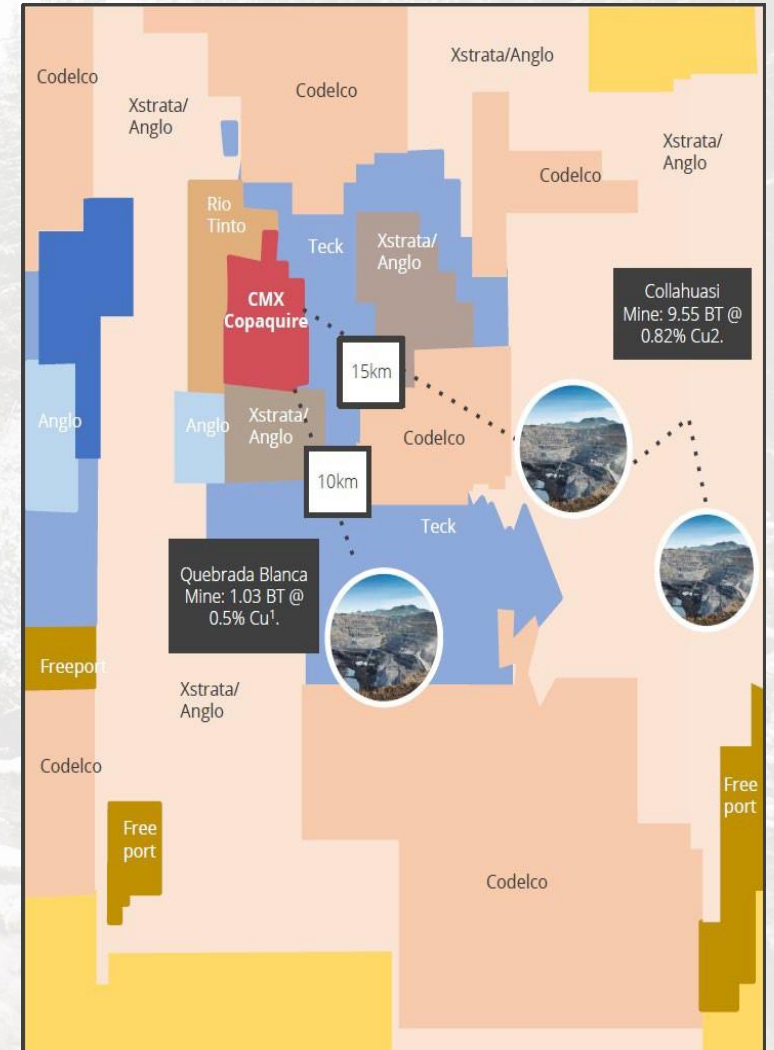 Codelco
Xstrata/
Anglo
Codelco
Xstrata/Anglo
Xstrata/
Anglo
Codelco
Rio
Tinto
Teck
Xstrata/
Anglo
CMX
Copaquire
Collahuasi
Mine: 9.55 BT @
0.82% Cu2.
15km
Anglo
Anglo
Xstrata/
Anglo
Codelco
10km
Teck
Quebrada Blanca
Mine: 1.03 BT @
0.5% Cu¹.
Freeport
Xstrata/
Anglo
Codelco
Free
port
Free
port
Codelco